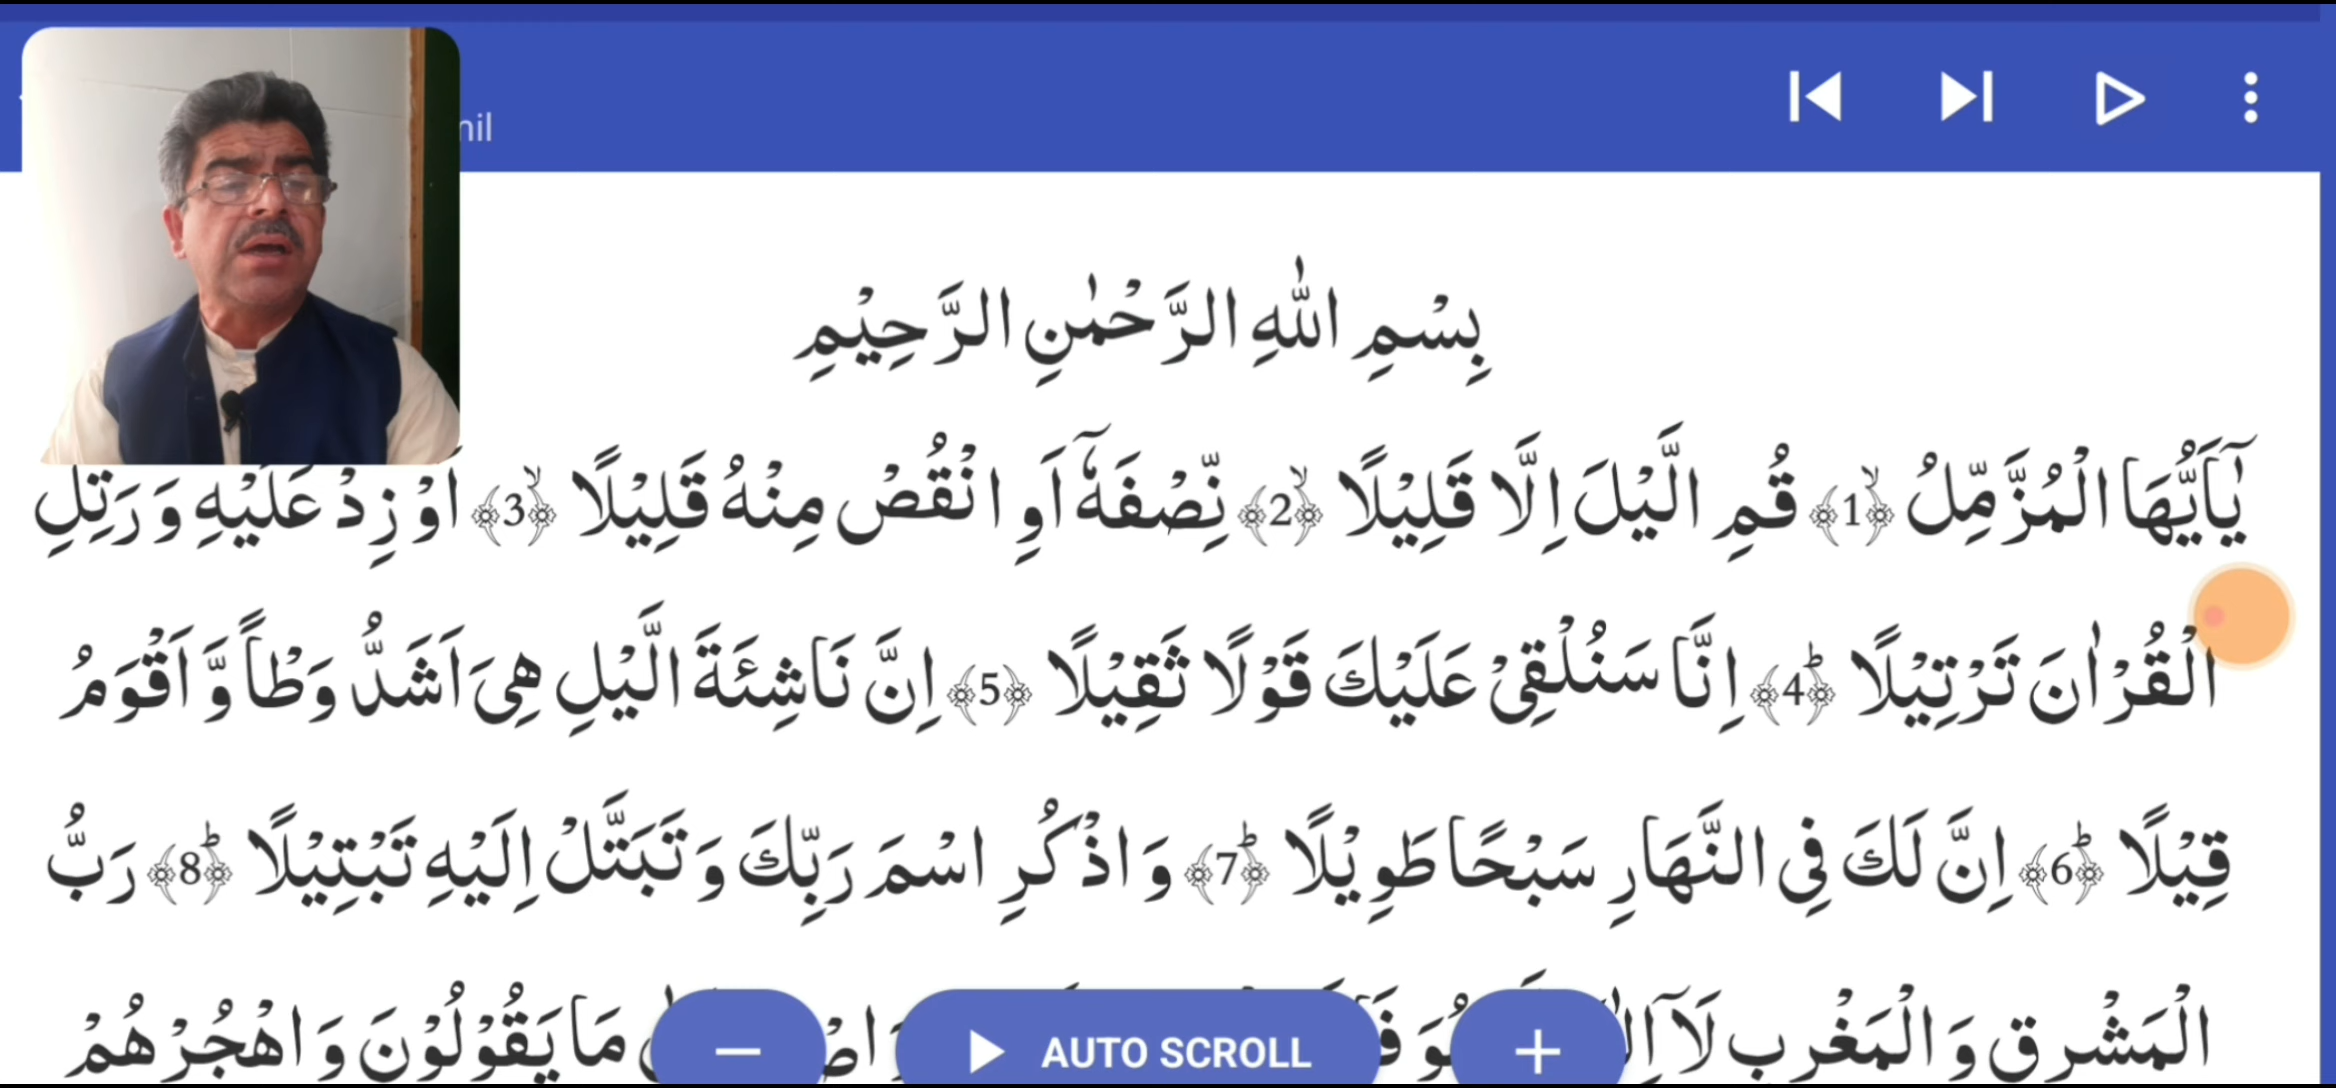 nil
بِسْمِ اللّٰهِ الرَّحْمٰنِ الرَّحِيْمِ
يٰۤاَيُّهَا الْمُزَّمِّلُ ۙ﴿1﴾ قُمِ الَّيْلَ اِلَّا قَلِيْلًا ۙ﴿2﴾ نِّصْفَهٗۤ اَوِ انْقُصْ مِنْهُ قَلِيْلًا ۙ﴿3﴾ اَوْ زِدْ عَلَيْهِ وَ رَتِّلِ
الْقُرْاٰنَ تَرْتِيْلًا ؕ﴿4﴾ اِنَّا سَنُلْقِىْ عَلَيْكَ قَوْلًا ثَقِيْلًا ﴿5﴾ اِنَّ نَاشِئَةَ الَّيْلِ هِىَ اَشَدُّ وَطْاً وَّ اَقْوَمُ
قِيْلًا ؕ﴿6﴾ اِنَّ لَكَ فِى النَّهَارِ سَبْحًا طَوِيْلًا ؕ﴿7﴾ وَ اذْكُرِ اسْمَ رَبِّكَ وَ تَبَتَّلْ اِلَيْهِ تَبْتِيْلًا ؕ﴿8﴾ رَبُّ
الْمَشْرِقِ وَ الْمَغْرِبِ لَاۤ مَا يَقُوْلُوْنَ وَ اهْجُرْهُمْ
AUTO SCROLL